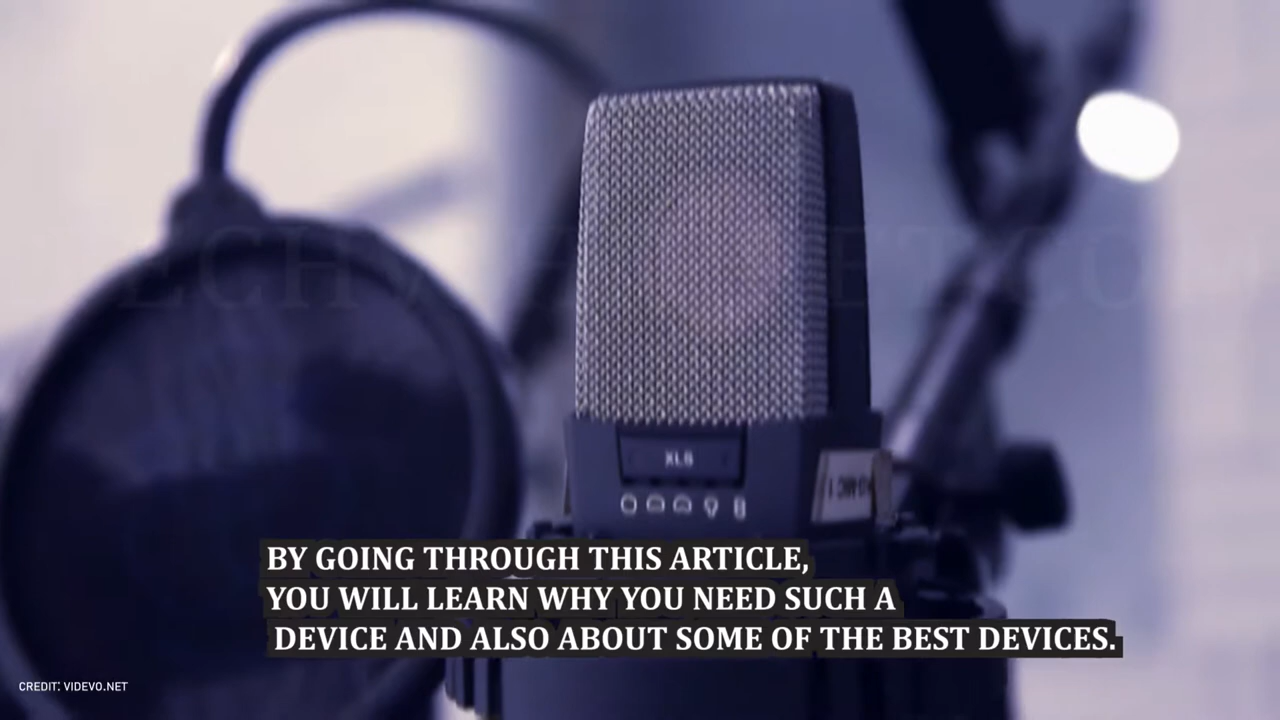 XLS
BY GOING THROUGH THIS ARTICLE,
YOU WILL LEARN WHY YOU NEED SUCH A
DEVICE AND ALSO ABOUT SOME OF THE BEST DEVICES.
CREDIT: VIDEVO.NET